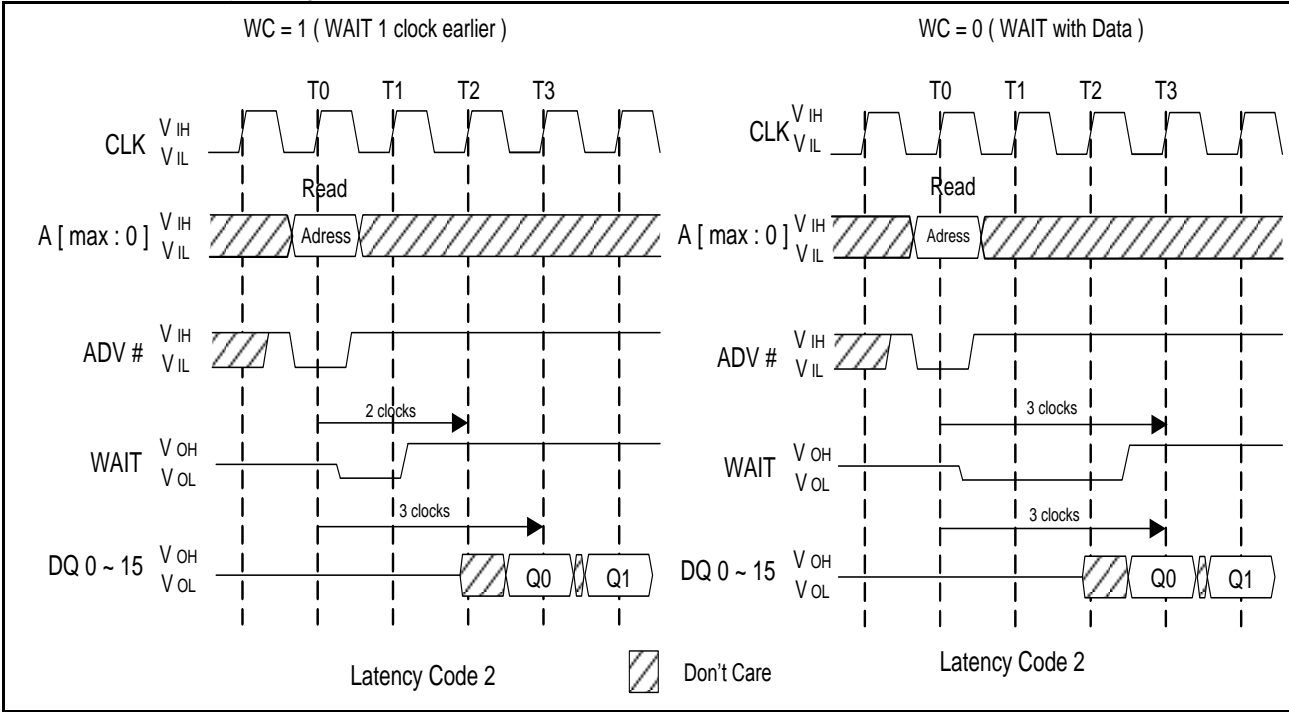 WC = 1 ( WAIT 1 clock earlier )
WC = 0 ( WAIT with Data )
T0 T1 T2 T3
T0 T1 T2 T3
CLK
V IH
V IL
CLK
V IH
V IL
Read
Read
A [ max : 0 ]
V IH
V IL
Adress
A [ max : 0 ]
V IH
V IL
Adress
ADV #
V IH
V IL
ADV #
V IH
V IL
2 clocks
3 clocks
WAIT
V OH
V OL
WAIT
V OH
V OL
3 clocks
3 clocks
DQ 0 ~ 15
V OH
V OL
Q0 Q1
DQ 0 ~ 15
V OH
V OL
Q0 Q1
Latency Code 2
Don't Care
Latency Code 2